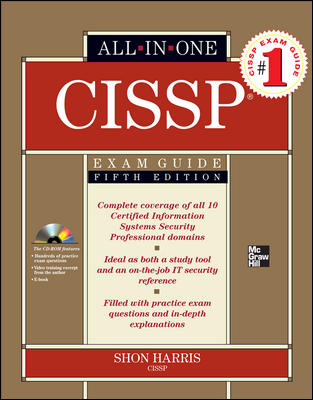 ALL-IN-ONE
CISSP EXAM GUIDE
#1
CISSP®
EXAM GUIDE
FIFTH EDITION
Complete coverage of all 10
Certified Information
Systems Security
Professional domains
The CD-ROM features
• Hundreds of practice
exam questions
• Video training excerpt
from the author
• E-book
Ideal as both a study tool
and an on-the-job IT security
reference
Mc
Graw
Hill
Filled with practice exam
questions and in-depth
explanations
SHON HARRIS
CISSP